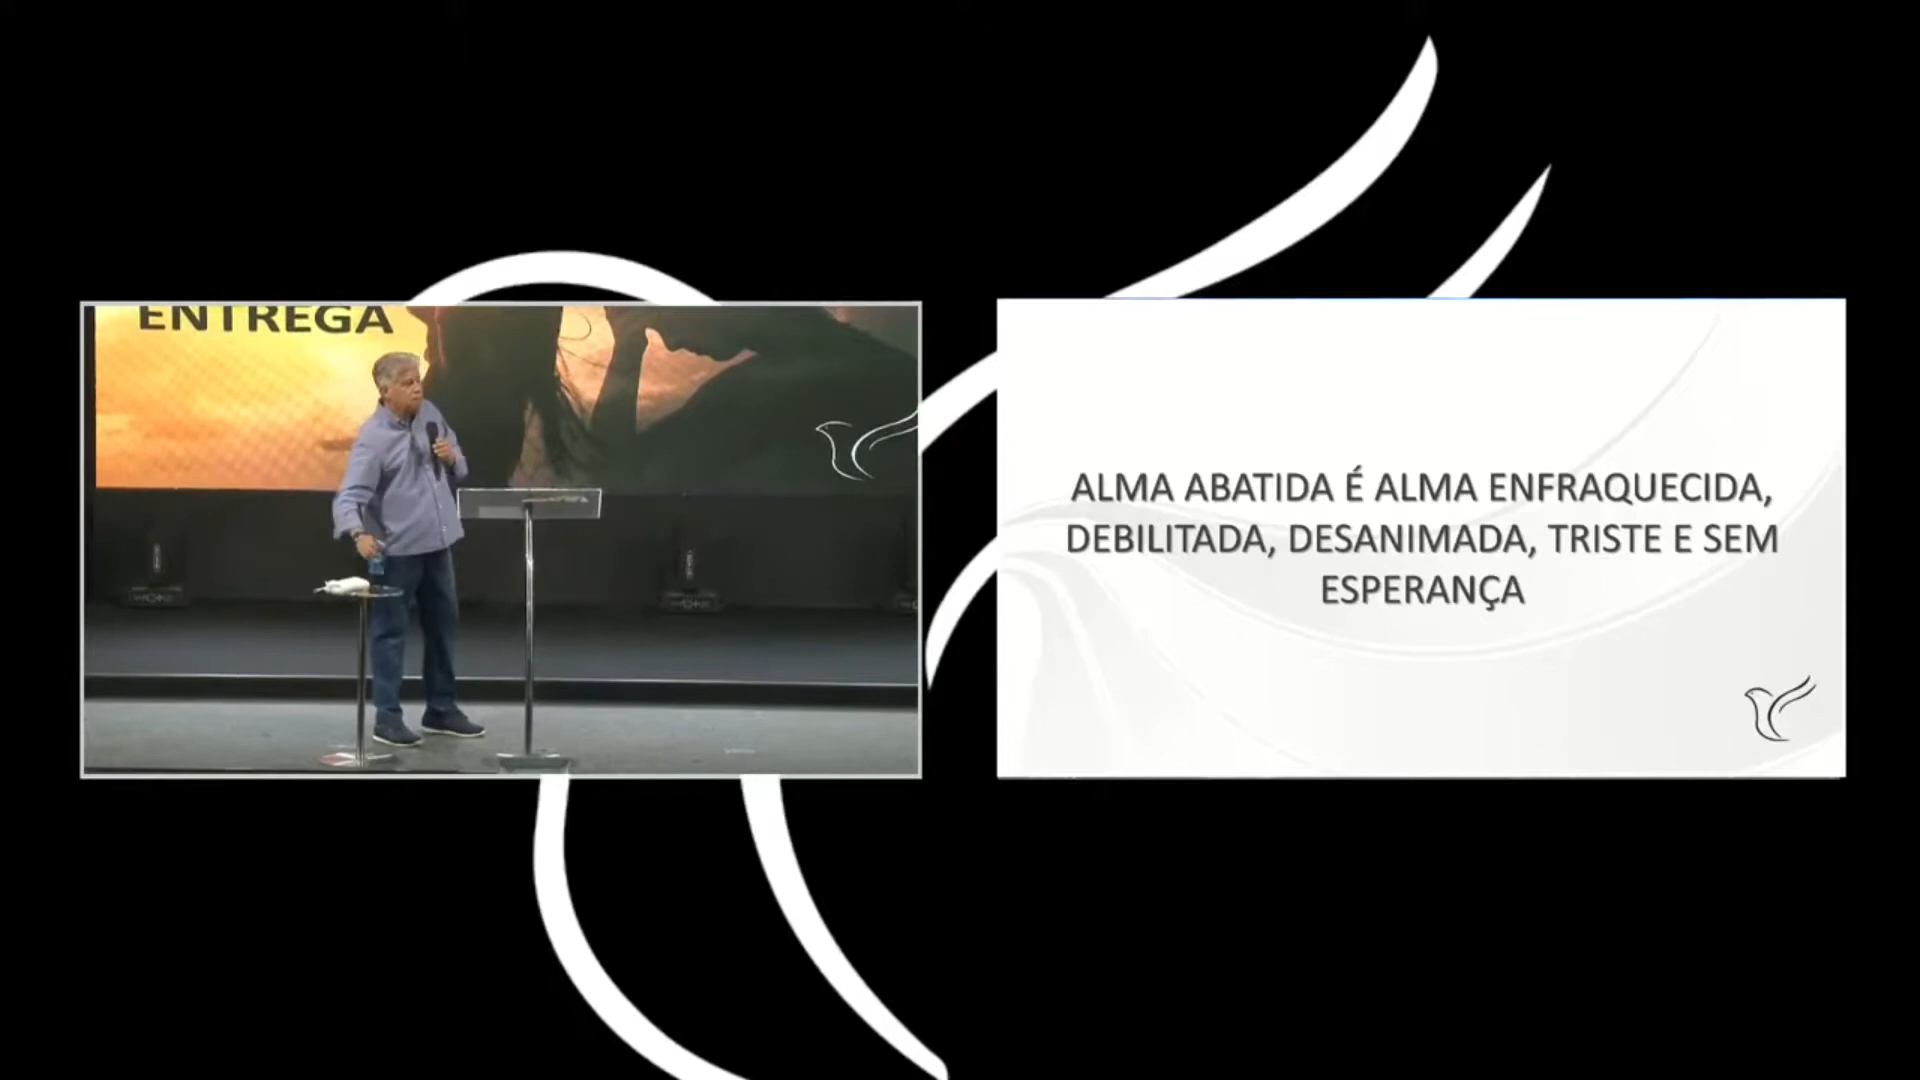 ENTREGA
ALMA ABATIDA É ALMA ENFRAQUECIDA,
DEBILITADA, DESANIMADA, TRISTE E SEM
ESPERANÇA